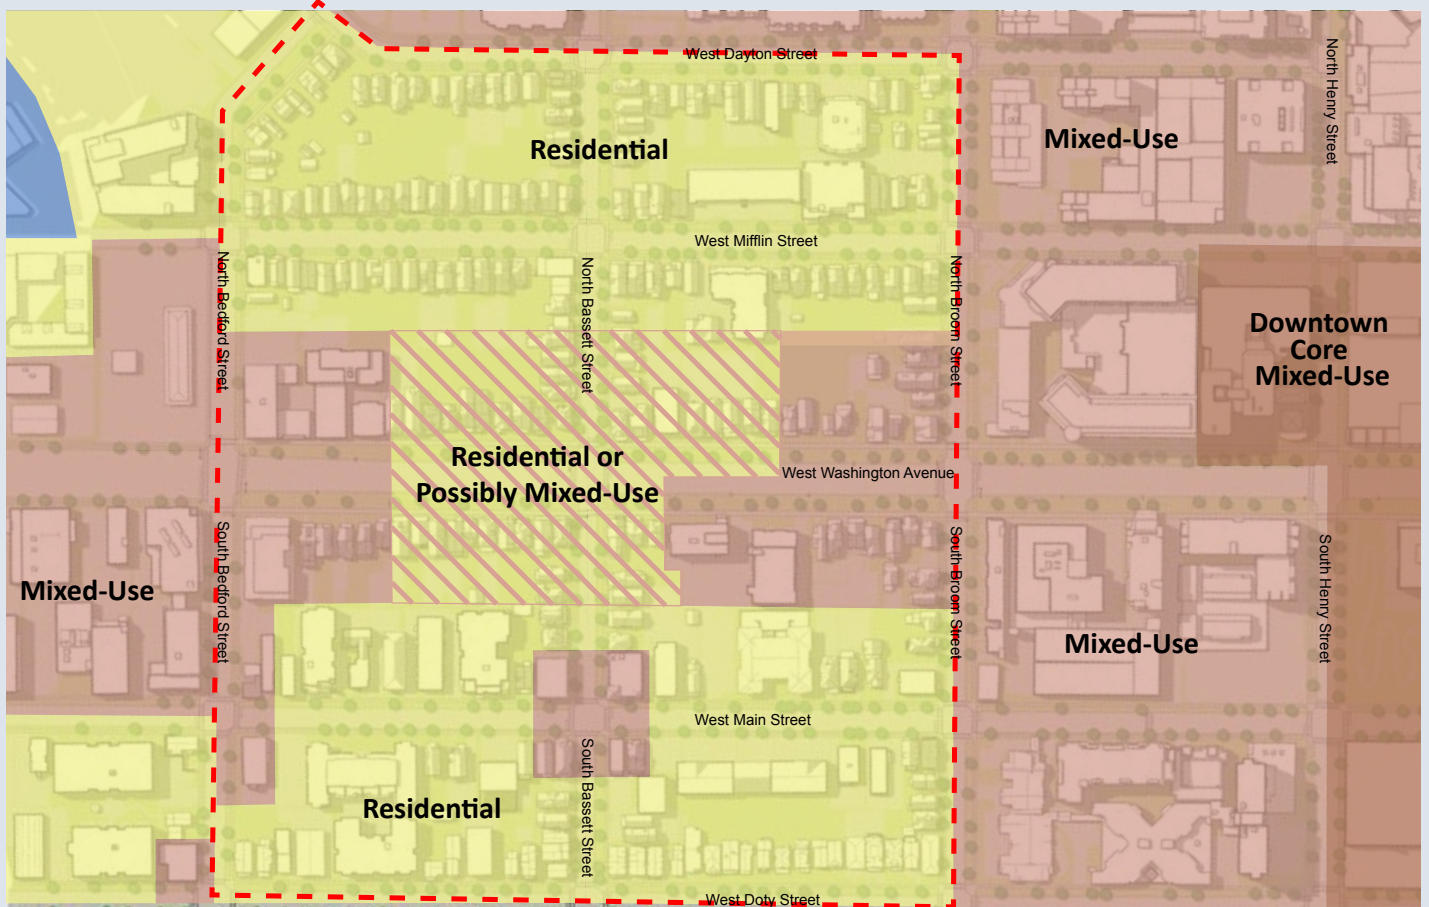 West Dayton Street
North Henry Street
Mixed-Use
Residential
West Mifflin Street
North Bedford Street
North Bassett Street
North Broom Street
Downtown
Core
Mixed-Use
Residential or
Possibly Mixed-Use
West Washington Avenue
South Bedford Street
South Broom Street
South Henry Street
Mixed-Use
Mixed-Use
West Main Street
South Bassett Street
Residential
West Doty Street